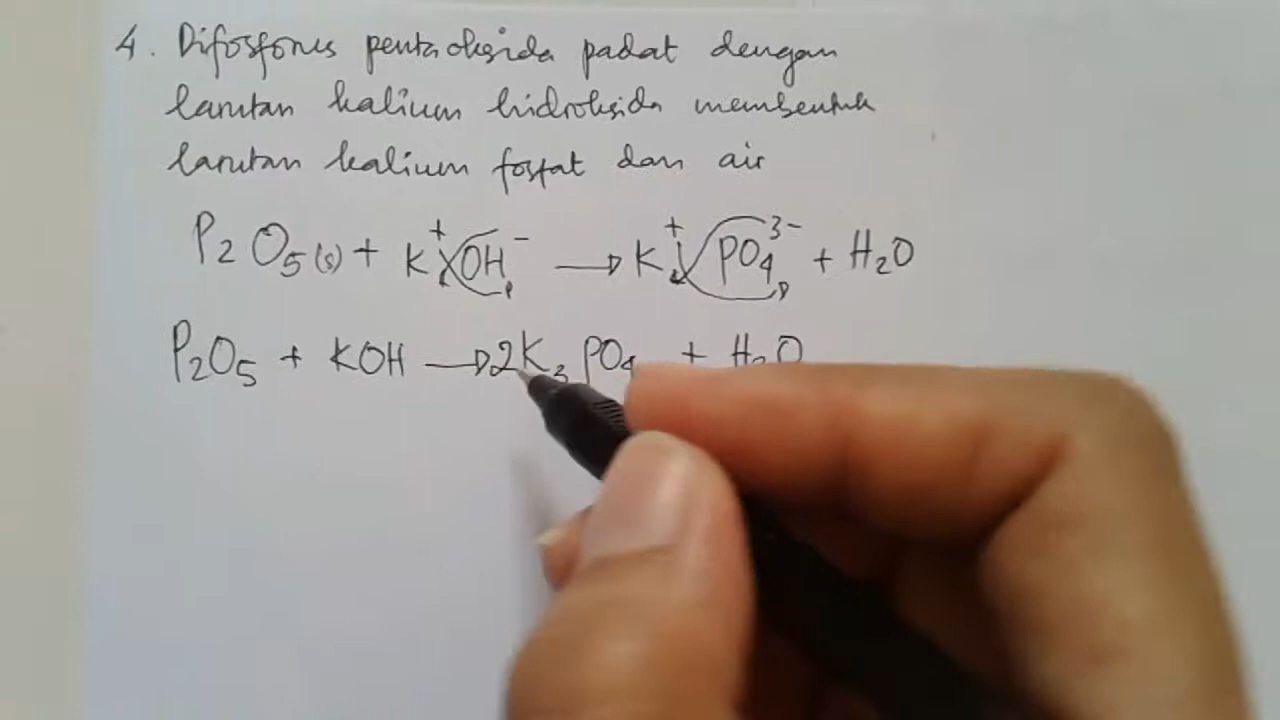 4. Difosforus pentaoksida padat dengan
larutan kalium hidroksida membentuk
larutan kalium fosfat dan air
P2O5(s) + K+OH- → K+PO4 3- + H2O
P2O5 + KOH → 2K3PO4 + H2O